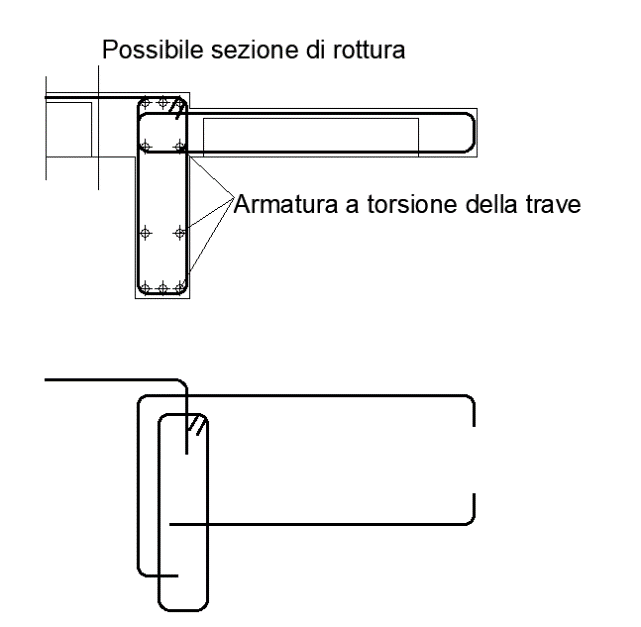 Possibile sezione di rottura
Armatura a torsione della trave